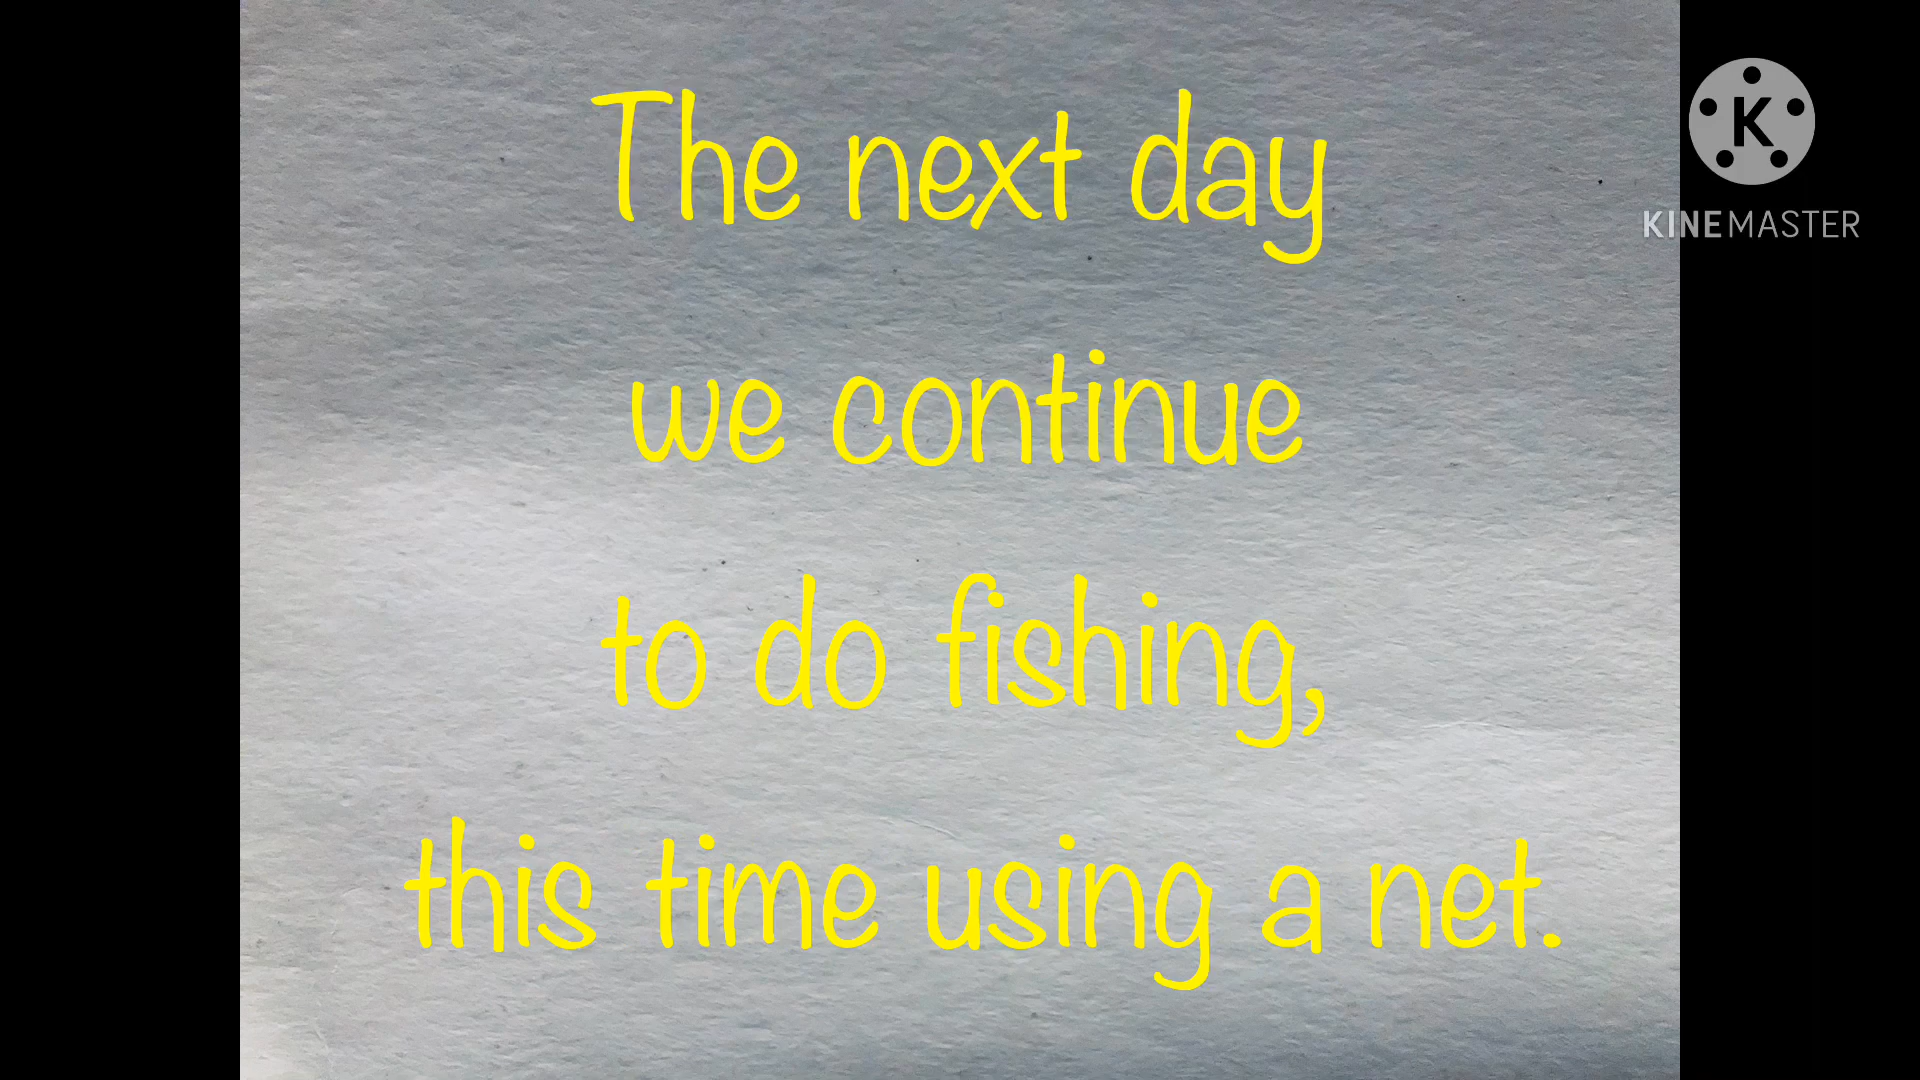 The next day
K
KINEMASTER
we continue
to do fishing,
this time using a net.